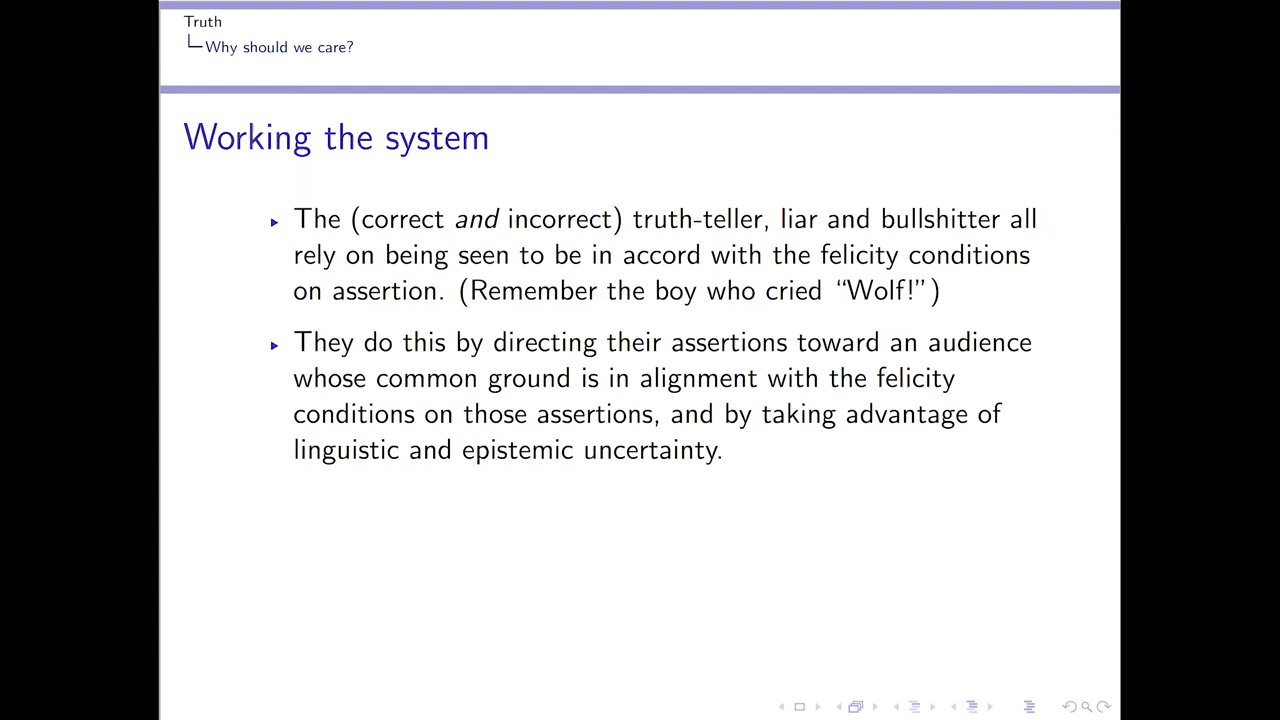 Truth
Why should we care?
Working the system
The (correct and incorrect) truth-teller, liar and bullshitter all
rely on being seen to be in accord with the felicity conditions
on assertion. (Remember the boy who cried “Wolf!”)
They do this by directing their assertions toward an audience
whose common ground is in alignment with the felicity
conditions on those assertions, and by taking advantage of
linguistic and epistemic uncertainty.